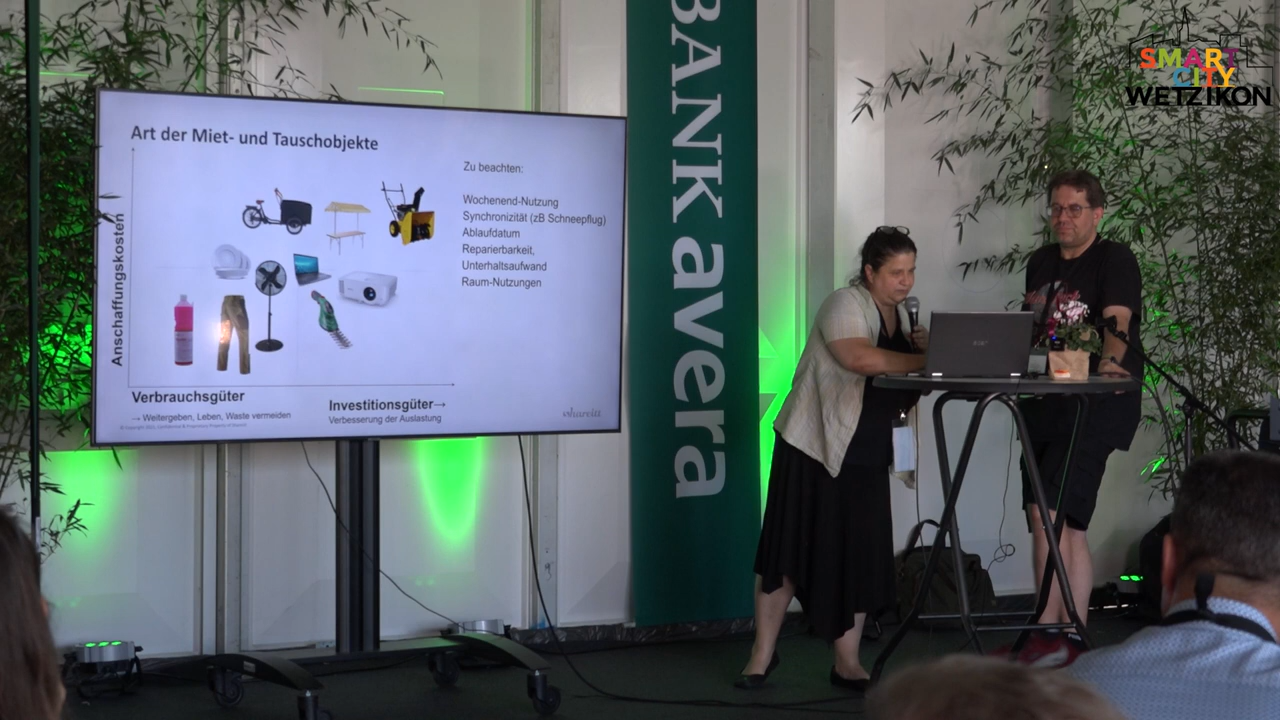 Art der Miet- und Tauschobjekte
Anschaffungskosten
Zu beachten:
Wochenend-Nutzung
Synchronizität (zB Schneepflug)
Ablaufdatum
Reparierbarkeit,
Unterhaltsaufwand
Raum-Nutzungen
Verbrauchsgüter
→ Weitergeben, Leben, Waste vermeiden
Investitionsgüter→
Verbesserung der Auslastung
sharely
BANK avera
SMART
CITY
WETZIKON